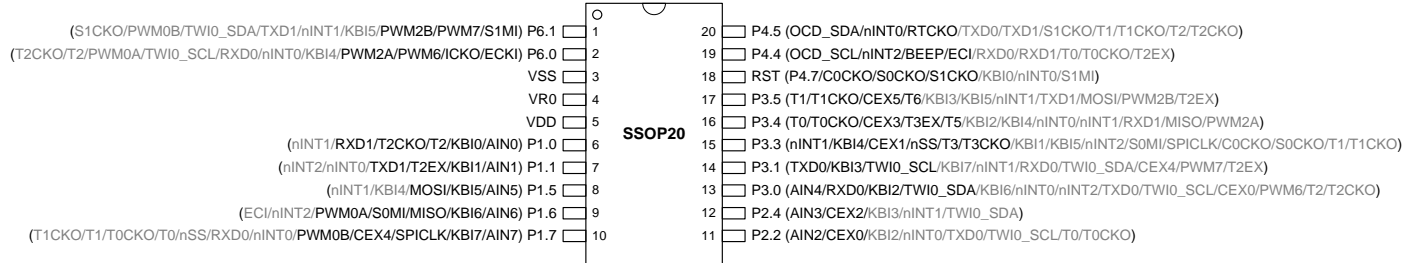 (S1CKO/PWM0B/TWI0_SDA/TXD1/nINT1/KBI5/PWM2B/PWM7/S1MI) P6.1 1
(T2CKO/T2/PWM0A/TWI0_SCL/RXD0/nINT0/KBI4/PWM2A/PWM6/ICKO/ECKI) P6.0 2
VSS 3
VR0 4
VDD 5
(nINT1/RXD1/T2CKO/T2/KBI0/AIN0) P1.0 6
(nINT2/nINT0/TXD1/T2EX/KBI1/AIN1) P1.1 7
(nINT1/KBI4/MOSI/KBI5/AIN5) P1.5 8
(ECI/nINT2/PWM0A/S0MI/MISO/KBI6/AIN6) P1.6 9
(T1CKO/T1/T0CKO/T0/nSS/RXD0/nINT0/PWM0B/CEX4/SPICLK/KBI7/AIN7) P1.7 10
SSOP20
20 P4.5 (OCD_SDA/nINT0/RTCKO/TXD0/TXD1/S1CKO/T1/T1CKO/T2/T2CKO)
19 P4.4 (OCD_SCL/nINT2/BEEP/ECI/RXD0/RXD1/T0/T0CKO/T2EX)
18 RST (P4.7/C0CKO/S0CKO/S1CKO/KBI0/nINT0/S1MI)
17 P3.5 (T1/T1CKO/CEX5/T6/KBI3/KBI5/nINT1/TXD1/MOSI/PWM2B/T2EX)
16 P3.4 (T0/T0CKO/CEX3/T3EX/T5/KBI2/KBI4/nINT0/nINT1/RXD1/MISO/PWM2A)
15 P3.3 (nINT1/KBI4/CEX1/nSS/T3/T3CKO/KBI1/KBI5/nINT2/S0MI/SPICLK/C0CKO/S0CKO/T1/T1CKO)
14 P3.1 (TXD0/KBI3/TWI0_SCL/KBI7/nINT1/RXD0/TWI0_SDA/CEX4/PWM7/T2EX)
13 P3.0 (AIN4/RXD0/KBI2/TWI0_SDA/KBI6/nINT0/nINT2/TXD0/TWI0_SCL/CEX0/PWM6/T2/T2CKO)
12 P2.4 (AIN3/CEX2/KBI3/nINT1/TWI0_SDA)
11 P2.2 (AIN2/CEX0/KBI2/nINT0/TXD0/TWI0_SCL/T0/T0CKO)